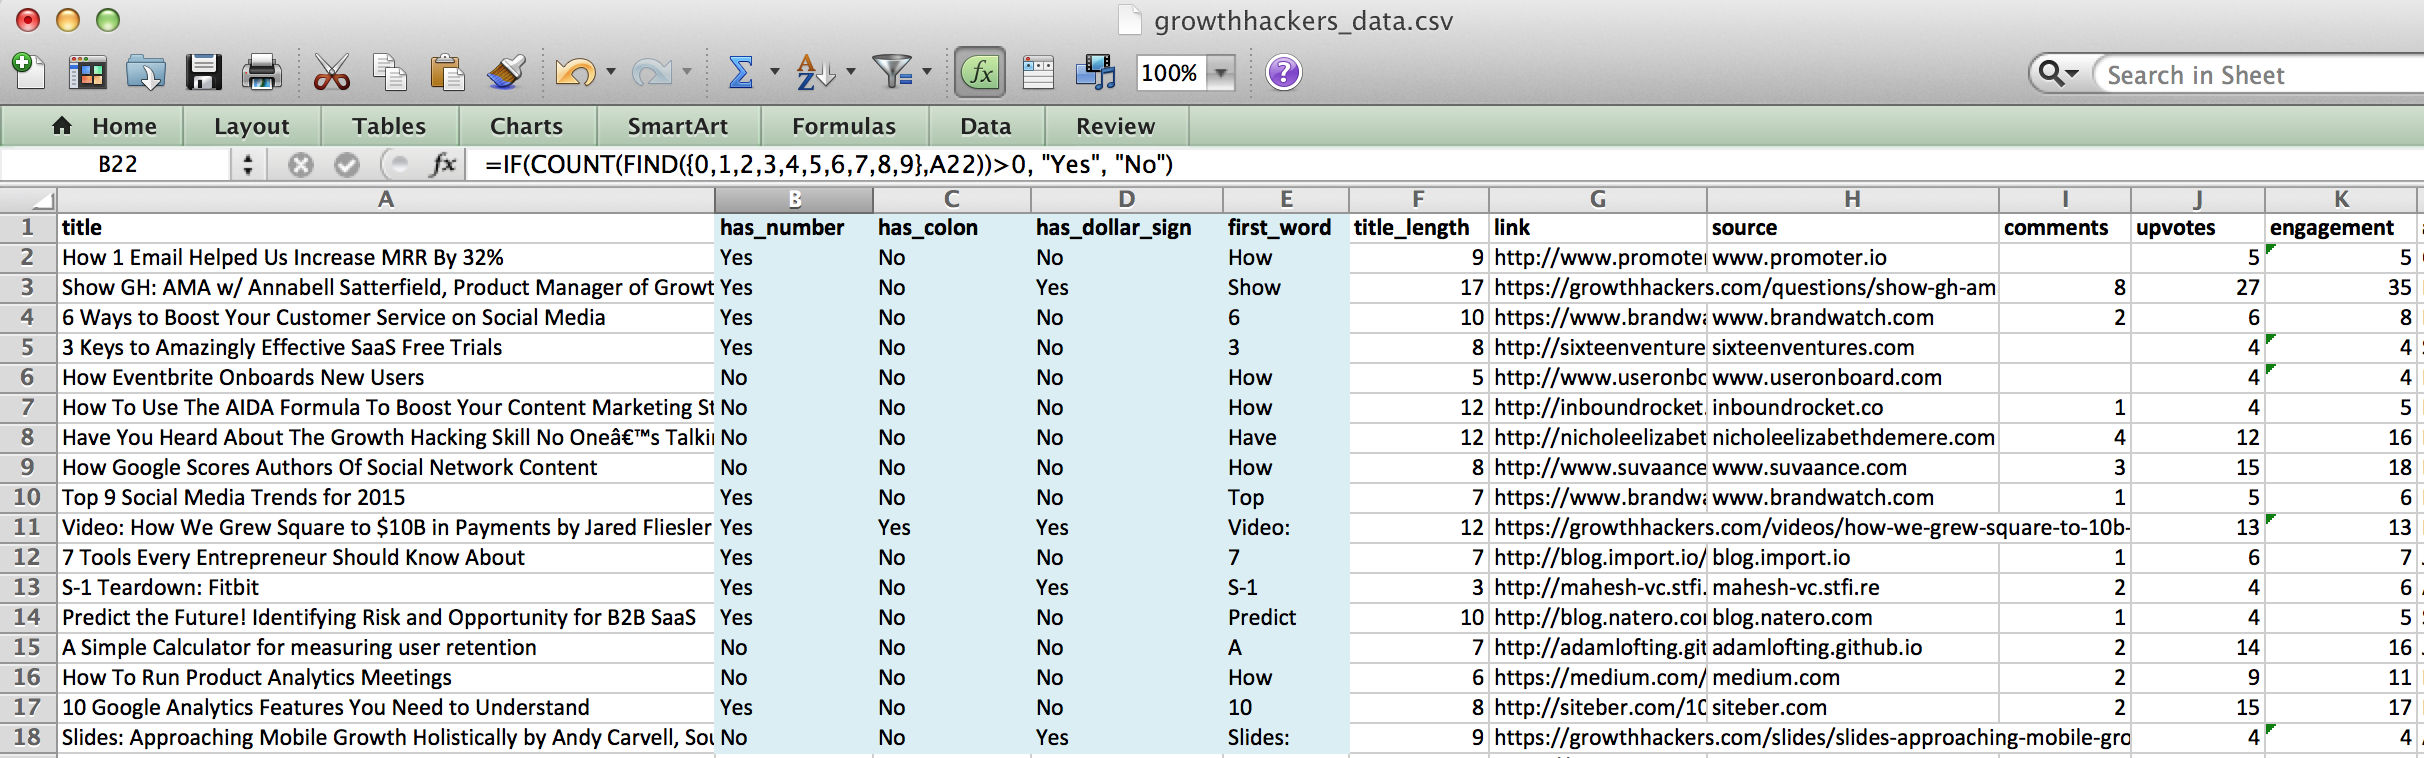 growthhackers_data.csv
100%
Search in Sheet
Home Layout Tables Charts SmartArt Formulas Data Review
B22 fx =IF(COUNT(FIND({0,1,2,3,4,5,6,7,8,9},A22))>0, "Yes", "No")
A B C D E F G H I J K
1 title has_number has_colon has_dollar_sign first_word title_length link source comments upvotes engagement
2 How 1 Email Helped Us Increase MRR By 32% Yes No No How 9 http://www.promoter www.promoter.io 5 5
3 Show GH: AMA w/ Annabell Satterfield, Product Manager of Growt Yes No Yes Show 17 https://growthhackers.com/questions/show-gh-am 8 27 35
4 6 Ways to Boost Your Customer Service on Social Media Yes No No 6 10 https://www.brandwa www.brandwatch.com 2 6 8
5 3 Keys to Amazingly Effective SaaS Free Trials Yes No No 3 8 http://sixteenventure sixteenventures.com 4 4
6 How Eventbrite Onboards New Users No No No How 5 http://www.useronbo www.useronboard.com 4 4
7 How To Use The AIDA Formula To Boost Your Content Marketing St No No No How 12 http://inboundrocket. inboundrocket.co 1 4 5
8 Have You Heard About The Growth Hacking Skill No Oneâ€™s Talki No No No Have 12 http://nicholeelizabet nicholeelizabethdemere.com 4 12 16
9 How Google Scores Authors Of Social Network Content No No No How 8 http://www.suvaance www.suvaance.com 3 15 18
10 Top 9 Social Media Trends for 2015 Yes No No Top 7 https://www.brandwa www.brandwatch.com 1 5 6
11 Video: How We Grew Square to $10B in Payments by Jared Fliesler Yes Yes Yes Video: 12 https://growthhackers.com/videos/how-we-grew-square-to-10b- 13 13
12 7 Tools Every Entrepreneur Should Know About Yes No No 7 7 http://blog.import.io/ blog.import.io 1 6 7
13 S-1 Teardown: Fitbit Yes No Yes S-1 3 http://mahesh-vc.stfi. mahesh-vc.stfi.re 2 4 6
14 Predict the Future! Identifying Risk and Opportunity for B2B SaaS Yes No No Predict 10 http://blog.natero.co blog.natero.com 1 4 5
15 A Simple Calculator for measuring user retention No No No A 7 http://adamlofting.git adamlofting.github.io 2 14 16
16 How To Run Product Analytics Meetings No No No How 6 https://medium.com/ medium.com 2 9 11
17 10 Google Analytics Features You Need to Understand Yes No No 10 8 http://siteber.com/10 siteber.com 2 15 17
18 Slides: Approaching Mobile Growth Holistically by Andy Carvell, Sou No No Yes Slides: 9 https://growthhackers.com/slides/slides-approaching-mobile-gro 4 4